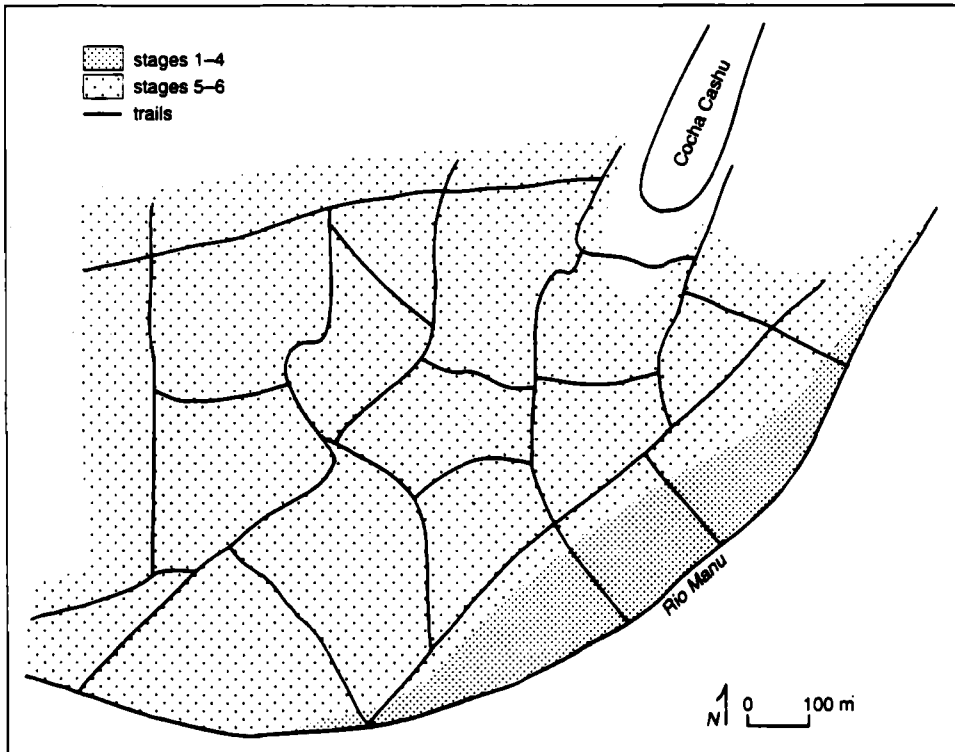 stages 1–4
stages 5–6
trails
Cocha Cashu
Rio Manu
N
0 100 m